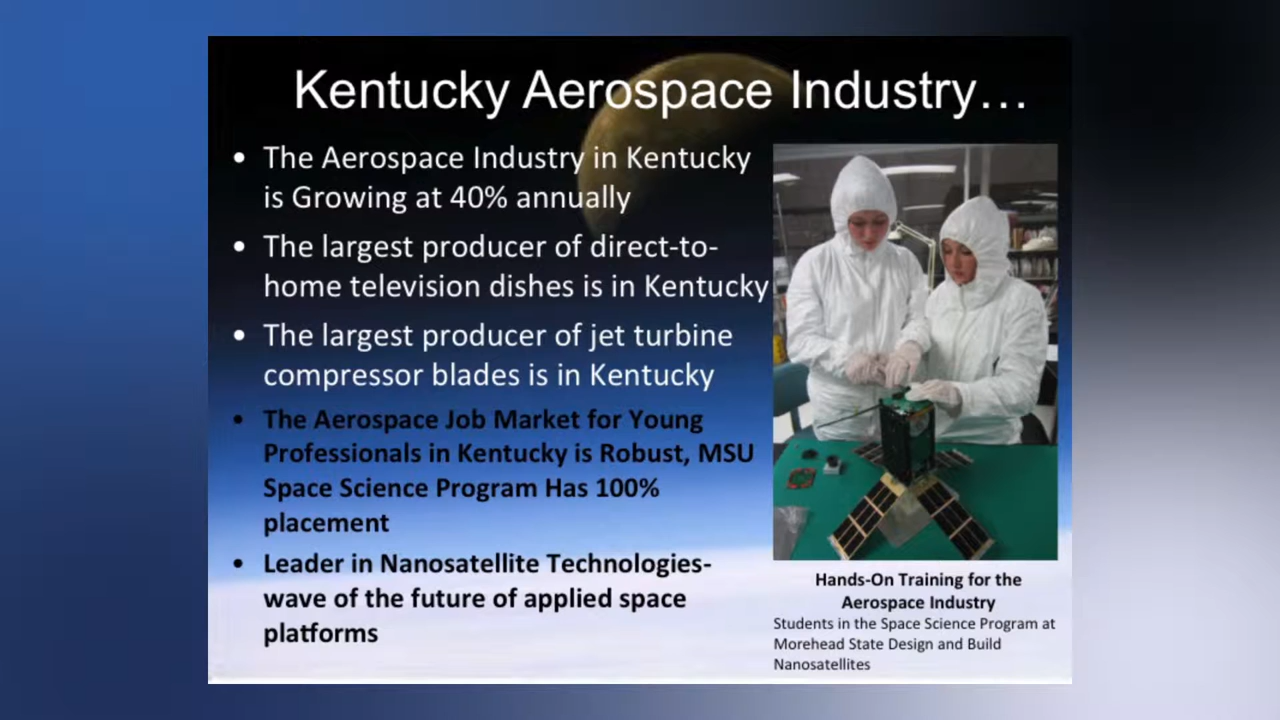 Kentucky Aerospace Industry…
• The Aerospace Industry in Kentucky
is Growing at 40% annually
• The largest producer of direct-to-
home television dishes is in Kentucky
• The largest producer of jet turbine
compressor blades is in Kentucky
• The Aerospace Job Market for Young
Professionals in Kentucky is Robust, MSU
Space Science Program Has 100%
placement
• Leader in Nanosatellite Technologies-
wave of the future of applied space
platforms
Hands-On Training for the
Aerospace Industry
Students in the Space Science Program at
Morehead State Design and Build
Nanosatellites